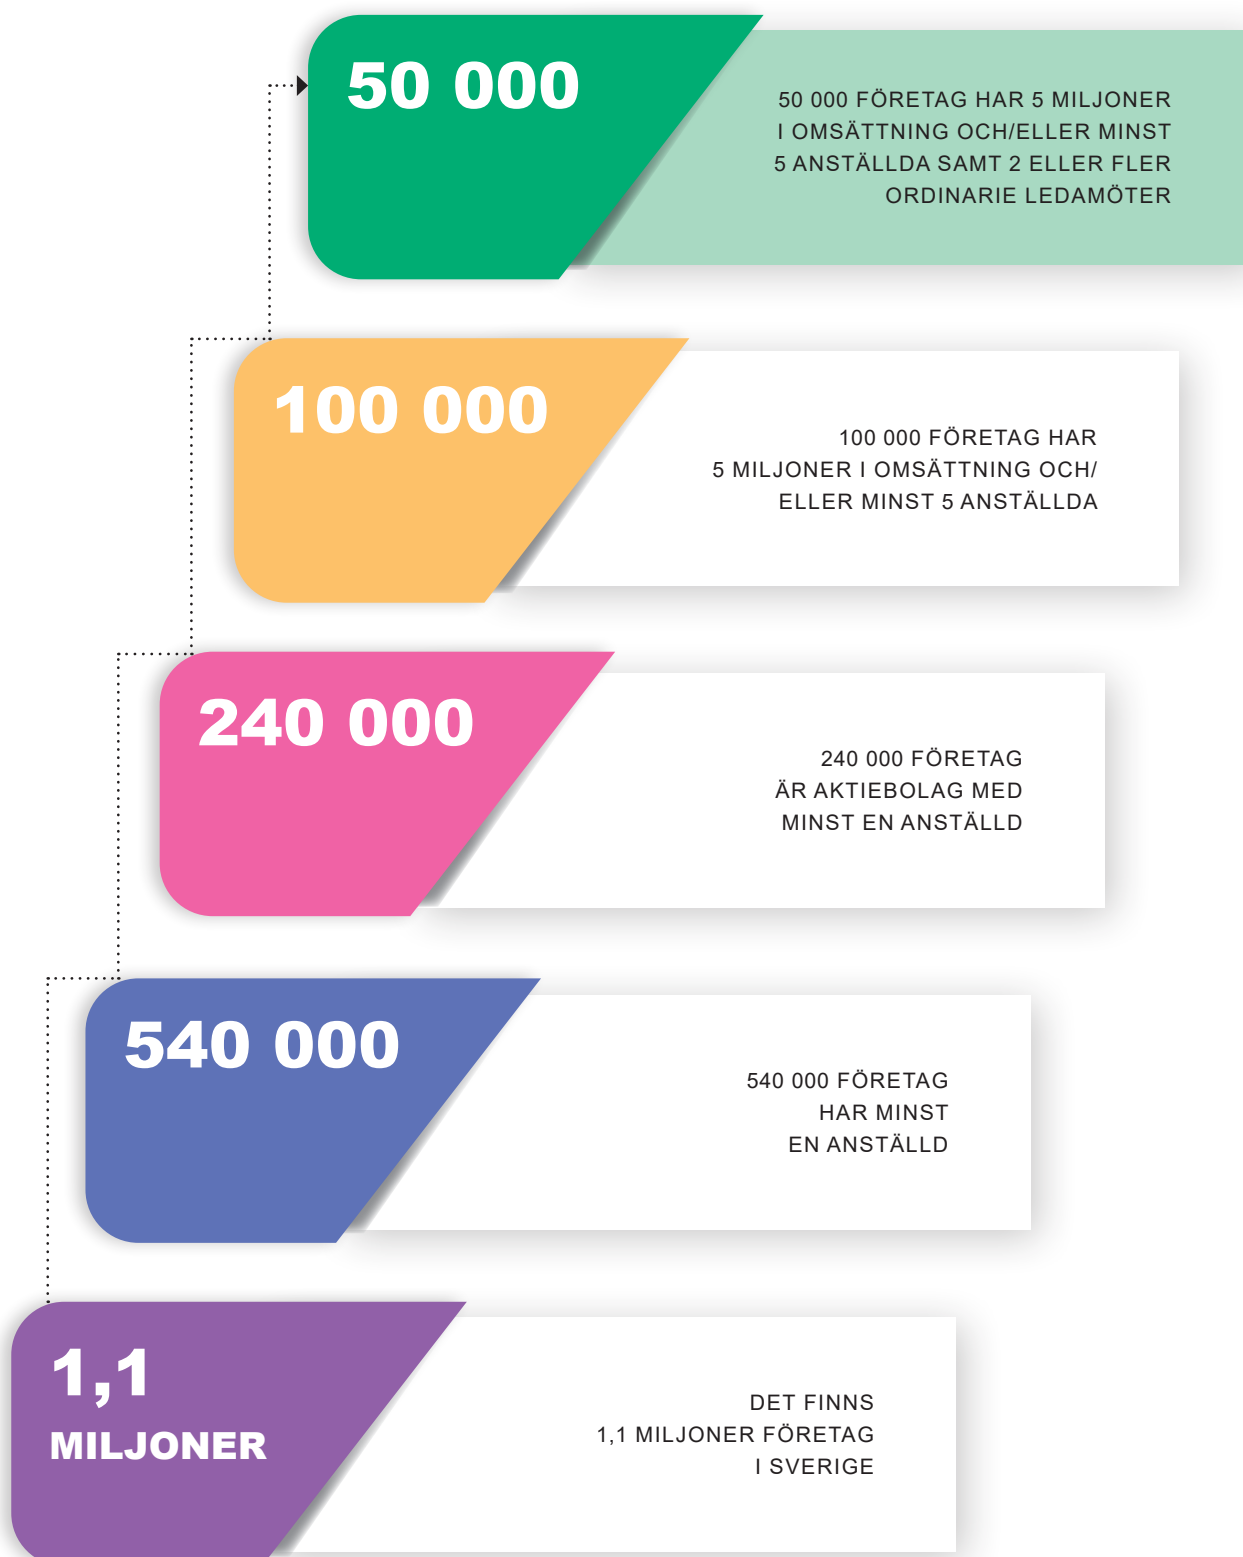 50 000
50 000 FÖRETAG HAR 5 MILJONER
I OMSÄTTNING OCH/ELLER MINST
5 ANSTÄLLDA SAMT 2 ELLER FLER
ORDINARIE LEDAMÖTER
100 000
100 000 FÖRETAG HAR
5 MILJONER I OMSÄTTNING OCH/
ELLER MINST 5 ANSTÄLLDA
240 000
240 000 FÖRETAG
ÄR AKTIEBOLAG MED
MINST EN ANSTÄLLD
540 000
540 000 FÖRETAG
HAR MINST
EN ANSTÄLLD
1,1
MILJONER
DET FINNS
1,1 MILJONER FÖRETAG
I SVERIGE